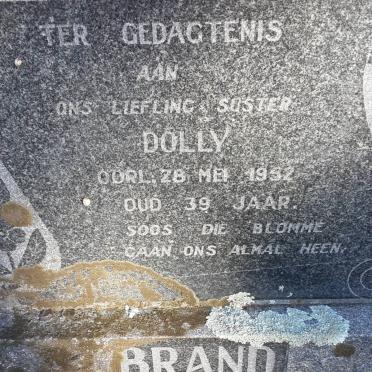 TER GEDAGTENIS
AAN
ONS LIEFLING SUSTER
DOLLY
OORL. 28 MEI 1952
OUD 39 JAAR.
SOOS DIE BLOMME
GAAN ONS ALMAL HEEN.
BRAND